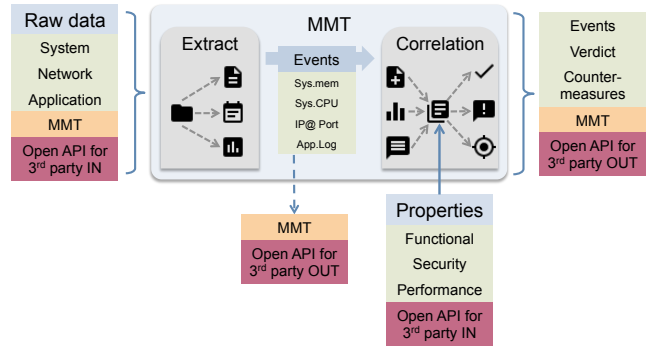 Raw data
System
Network
Application
MMT
Open API for
3rd party IN
MMT
Extract
Events
Sys.mem
Sys.CPU
IP@ Port
App.Log
Correlation
Events
Verdict
Counter-
measures
MMT
Open API for
3rd party OUT
MMT
Open API for
3rd party OUT
Properties
Functional
Security
Performance
Open API for
3rd party IN